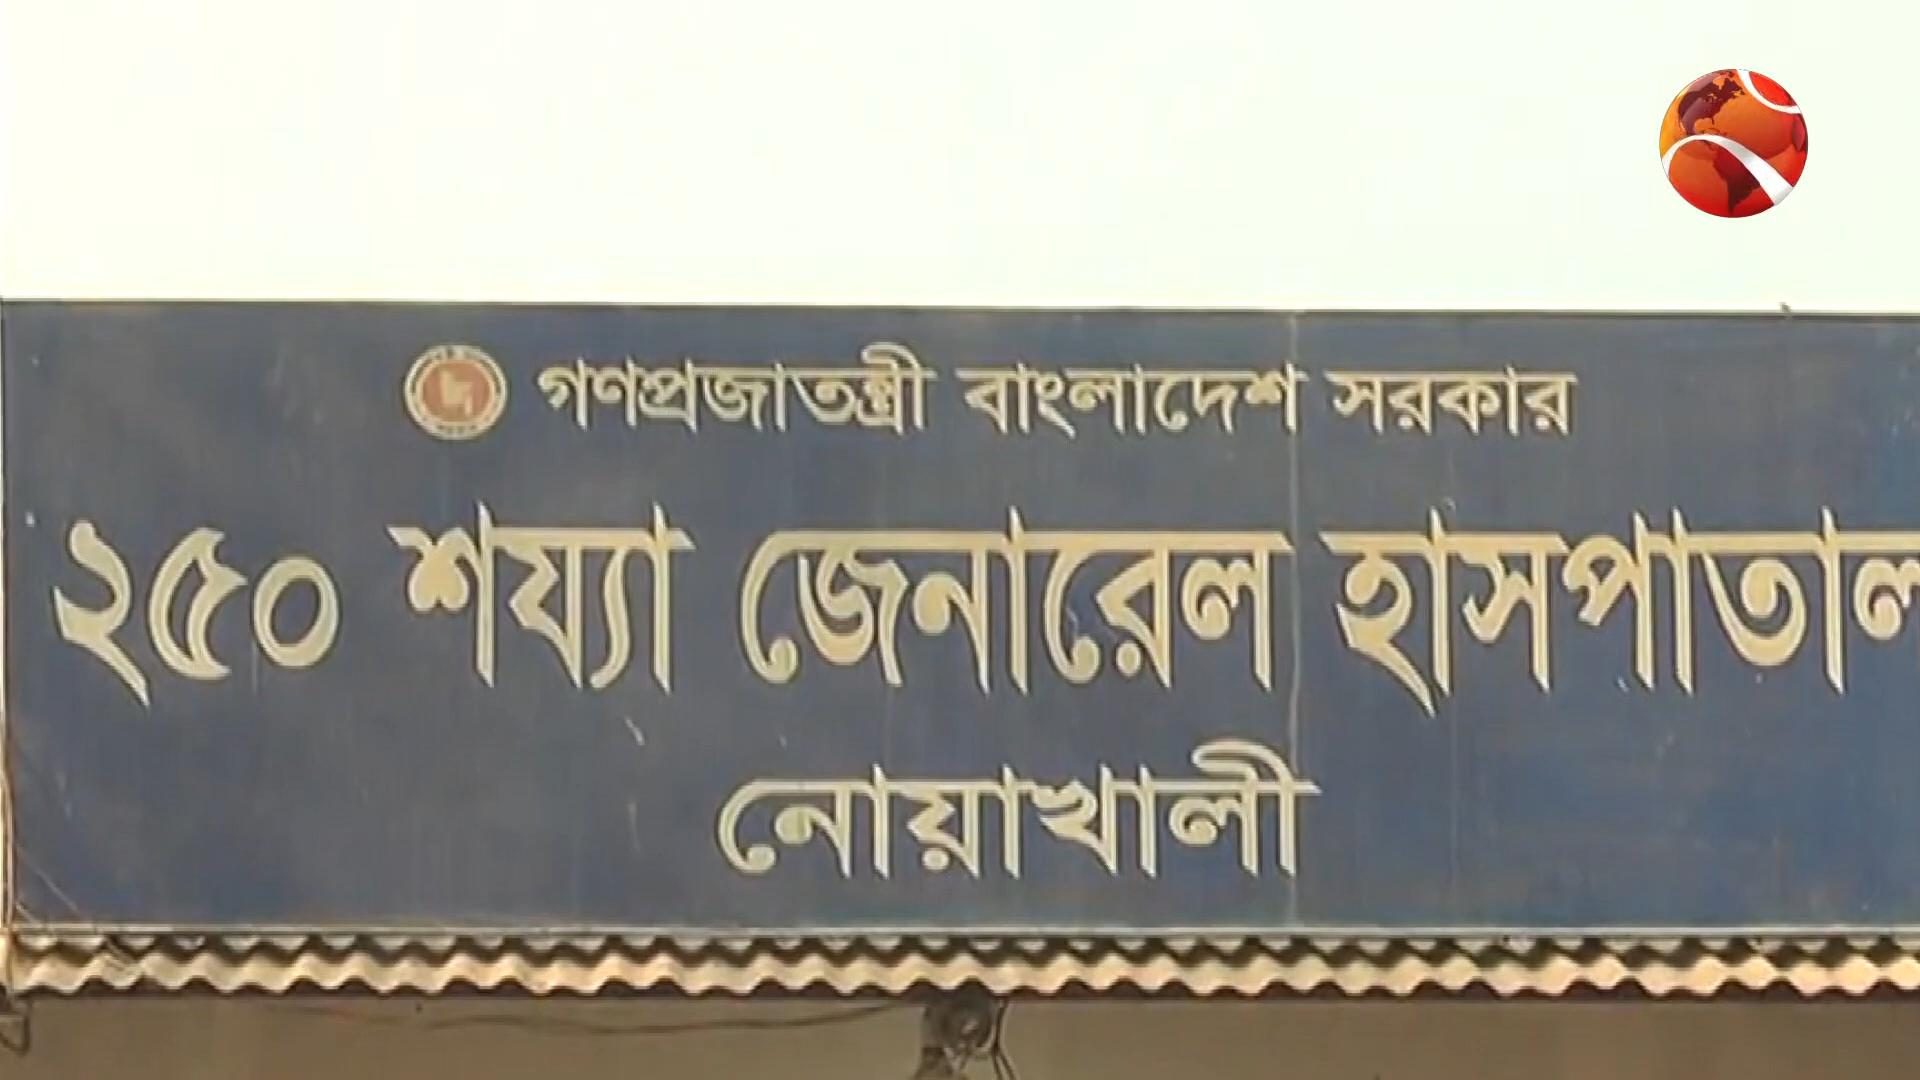 গণপ্রজাতন্ত্রী বাংলাদেশ সরকার
২৫০ শয্যা জেনারেল হাসপাতাল
নোয়াখালী